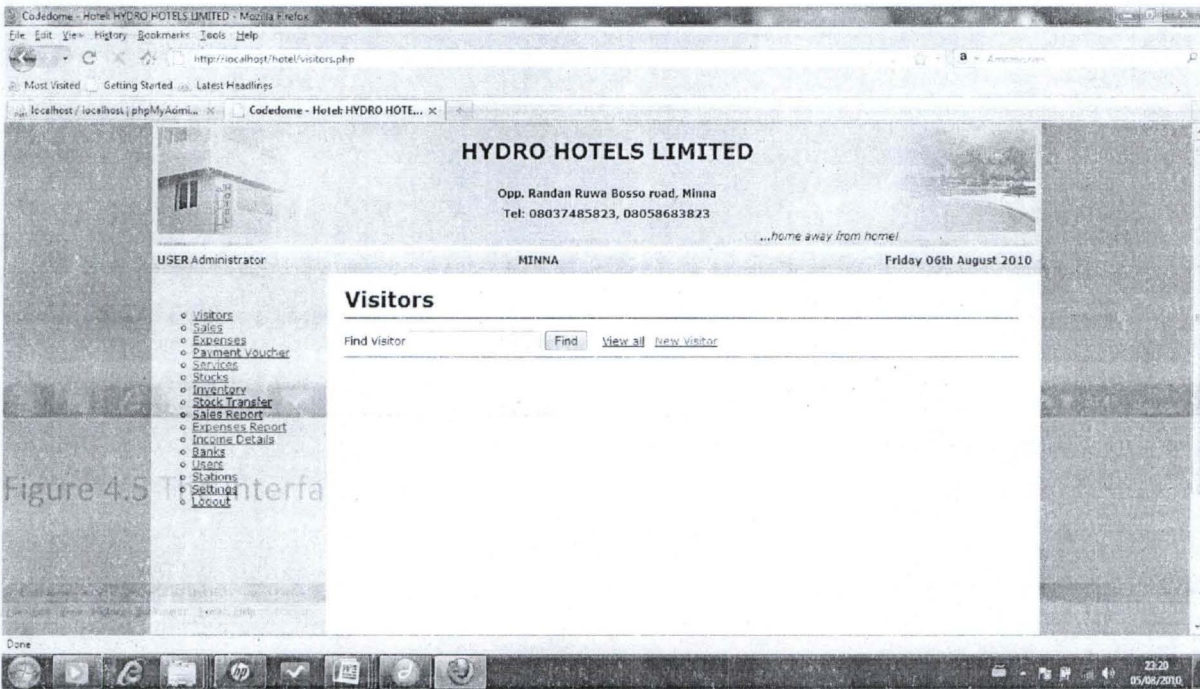 Codedome - Hotel: HYDRO HOTELS LIMITED - Mozilla Firefox
File Edit View History Bookmarks Tools Help
http://localhost/hotel/visitors.php
a
Most Visited Getting Started Latest Headlines
localhost / localhost | phpMyAdmi... Codedome - Hotel: HYDRO HOTE...
HYDRO HOTELS LIMITED
HOTEL
Opp. Randan Ruwa Bosso road, Minna
Tel: 08037485823, 08058683823
...home away from home!
USER Administrator MINNA Friday 06th August 2010
Visitors
Visitors
Sales
Expenses
Payment Voucher
Services
Stocks
Inventory
Stock Transfer
Sales Report
Expenses Report
Income Details
Banks
Users
Stations
Settings
Logout
Find Visitor Find View all New Visitor
Figure 4.5
Done
hp
23:20
05/08/2010